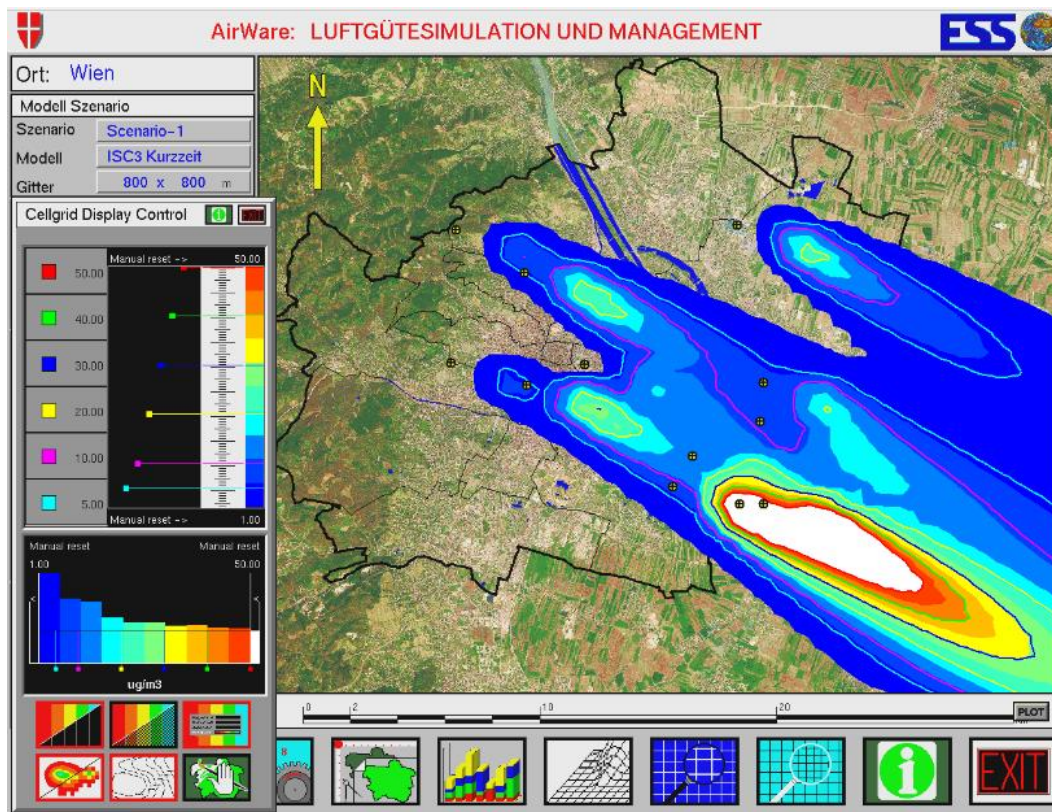 AirWare: LUFTGÜTESIMULATION UND MANAGEMENT
ESS
Ort: Wien
Modell Szenario
Szenario Scenario-1
Modell ISC3 Kurzzeit
Gitter 800 x 800 m
N
Cellgrid Display Control i EXIT
Manual reset -> 50.00
50.00
40.00
30.00
20.00
10.00
5.00
Manual reset -> 1.00
Manual reset Manual reset
1.00 50.00
< <
ug/m3
0 2 10 20
PLOT
8
i
EXIT